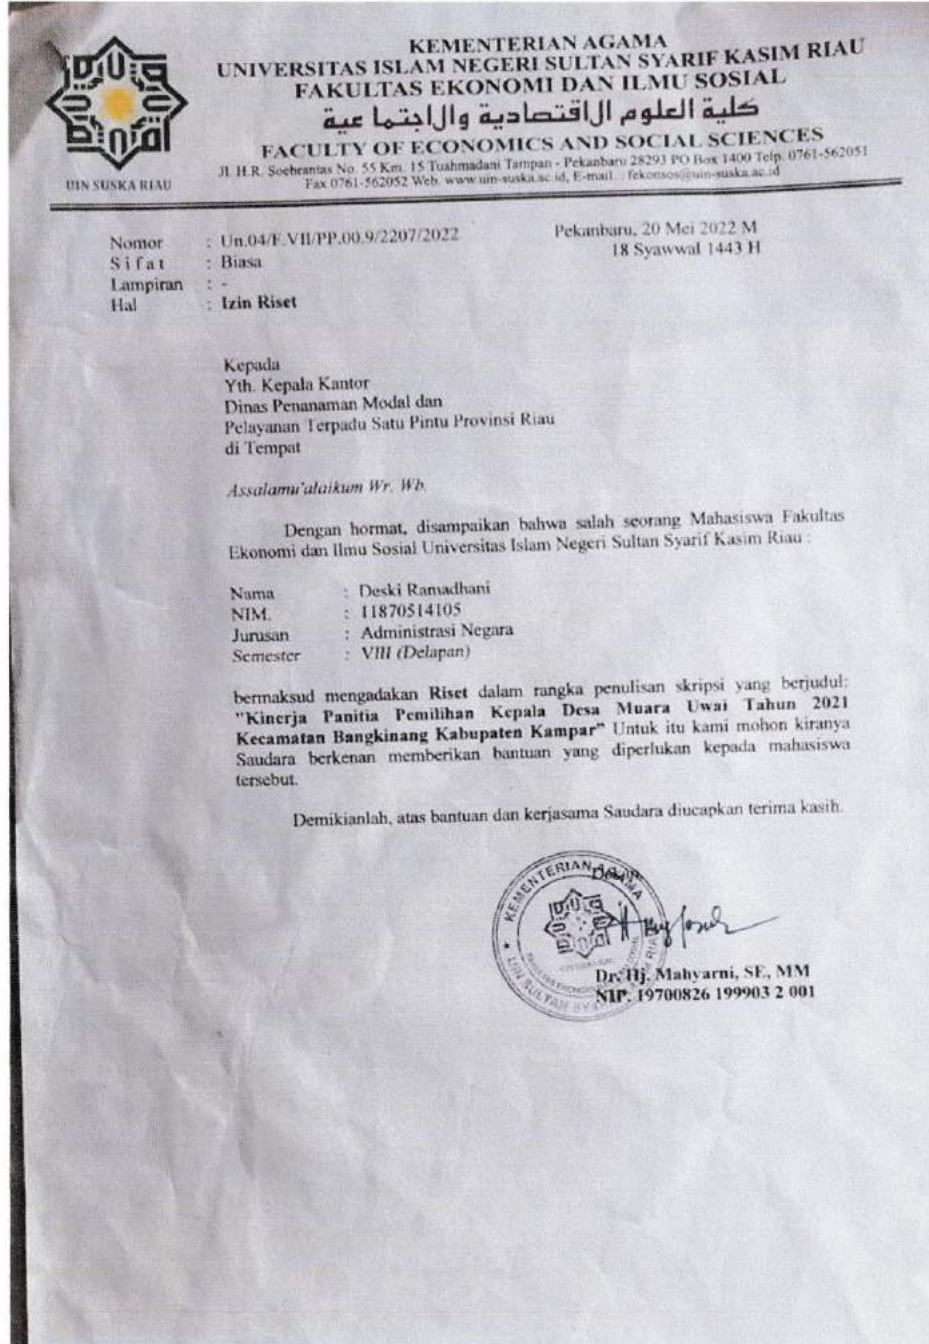 KEMENTERIAN AGAMA
UNIVERSITAS ISLAM NEGERI SULTAN SYARIF KASIM RIAU
FAKULTAS EKONOMI DAN ILMU SOSIAL
كلية العلوم الاقتصادية والاجتماعية
FACULTY OF ECONOMICS AND SOCIAL SCIENCES
Jl. H.R. Soebrantas No. 55 Km. 15 Tuahmadani Tampan - Pekanbaru 28293 PO Box 1400 Telp. 0761-562051
Fax 0761-562052 Web. www.uin-suska.ac.id, E-mail. : fekonsos@uin-suska.ac.id
UIN SUSKA RIAU
Nomor : Un.04/F.VII/PP.00.9/2207/2022 Pekanbaru, 20 Mei 2022 M
Sifat : Biasa 18 Syawwal 1443 H
Lampiran : -
Hal : Izin Riset
Kepada
Yth. Kepala Kantor
Dinas Penanaman Modal dan
Pelayanan Terpadu Satu Pintu Provinsi Riau
di Tempat
Assalamu'alaikum Wr. Wb.
Dengan hormat, disampaikan bahwa salah seorang Mahasiswa Fakultas
Ekonomi dan Ilmu Sosial Universitas Islam Negeri Sultan Syarif Kasim Riau :
Nama : Deski Ramadhani
NIM. : 11870514105
Jurusan : Administrasi Negara
Semester : VIII (Delapan)
bermaksud mengadakan Riset dalam rangka penulisan skripsi yang berjudul:
"Kinerja Panitia Pemilihan Kepala Desa Muara Uwai Tahun 2021
Kecamatan Bangkinang Kabupaten Kampar" Untuk itu kami mohon kiranya
Saudara berkenan memberikan bantuan yang diperlukan kepada mahasiswa
tersebut.
Demikianlah, atas bantuan dan kerjasama Saudara diucapkan terima kasih.
KEMENTERIAN AGAMA
Dr. Hj. Mahyarni, SE, MM
NIP. 19700826 199903 2 001